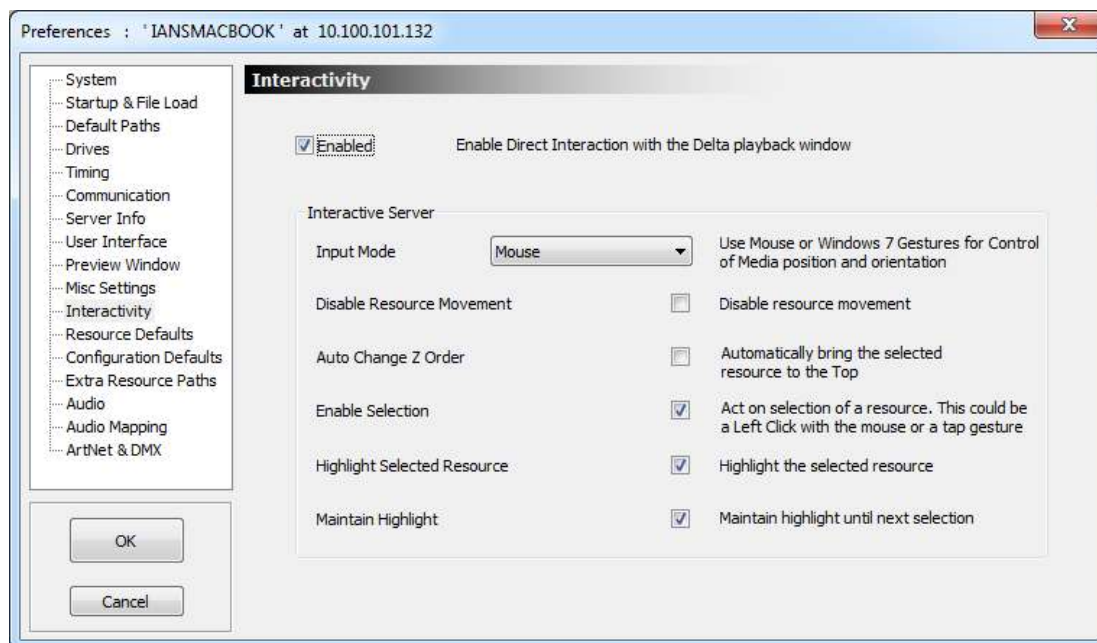 Preferences : 'IANSMACBOOK' at 10.100.101.132
System
Startup & File Load
Default Paths
Drives
Timing
Communication
Server Info
User Interface
Preview Window
Misc Settings
Interactivity
Resource Defaults
Configuration Defaults
Extra Resource Paths
Audio
Audio Mapping
ArtNet & DMX
OK
Cancel
Interactivity
Enabled
Enable Direct Interaction with the Delta playback window
Interactive Server
Input Mode
Mouse
Use Mouse or Windows 7 Gestures for Control
of Media position and orientation
Disable Resource Movement
Disable resource movement
Auto Change Z Order
Automatically bring the selected
resource to the Top
Enable Selection
Act on selection of a resource. This could be
a Left Click with the mouse or a tap gesture
Highlight Selected Resource
Highlight the selected resource
Maintain Highlight
Maintain highlight until next selection